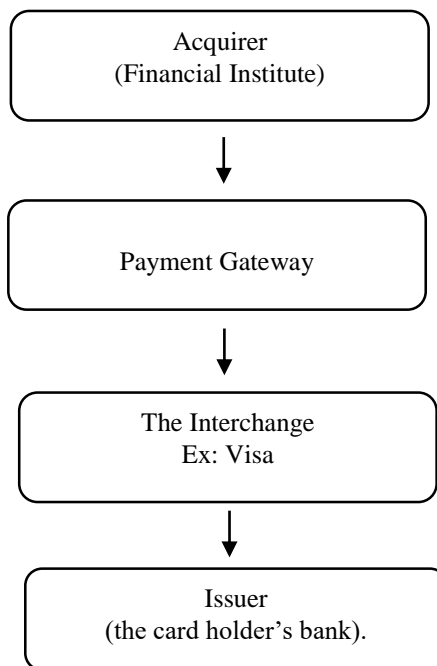 Acquirer
(Financial Institute)
Payment Gateway
The Interchange
Ex: Visa
Issuer
(the card holder’s bank).